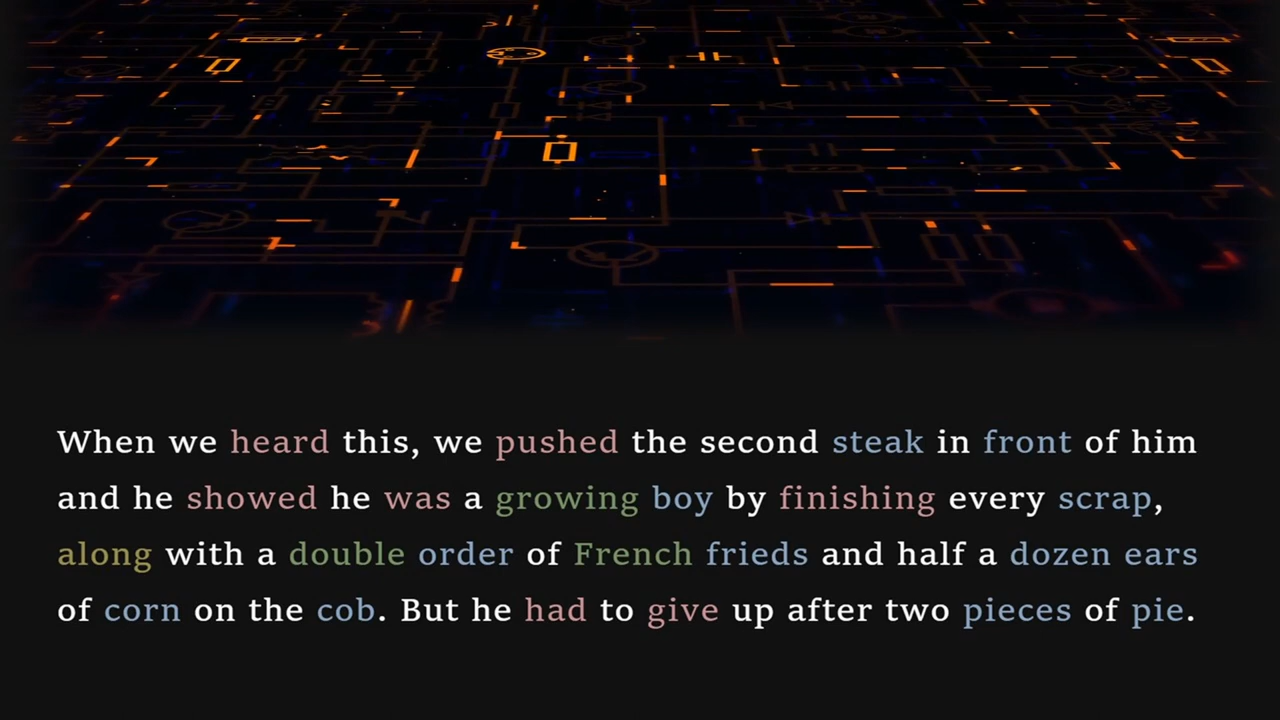 When we heard this, we pushed the second steak in front of him
and he showed he was a growing boy by finishing every scrap,
along with a double order of French frieds and half a dozen ears
of corn on the cob. But he had to give up after two pieces of pie.